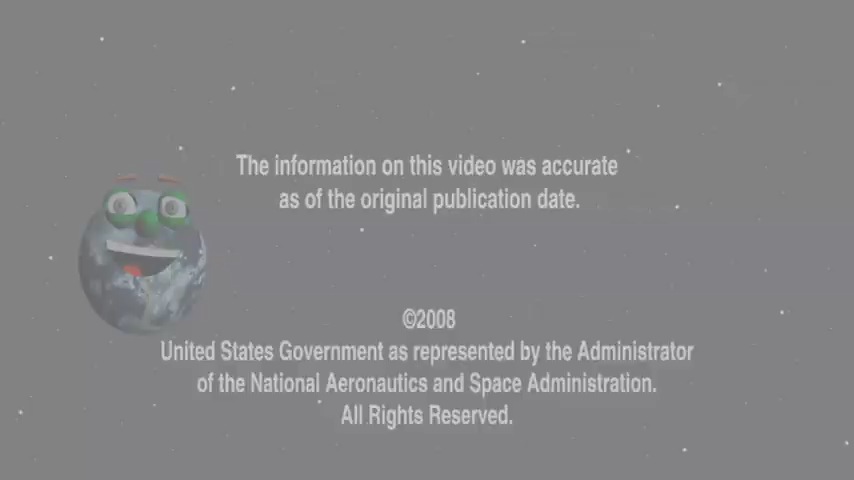 The information on this video was accurate
as of the original publication date.
©2008
United States Government as represented by the Administrator
of the National Aeronautics and Space Administration.
All Rights Reserved.